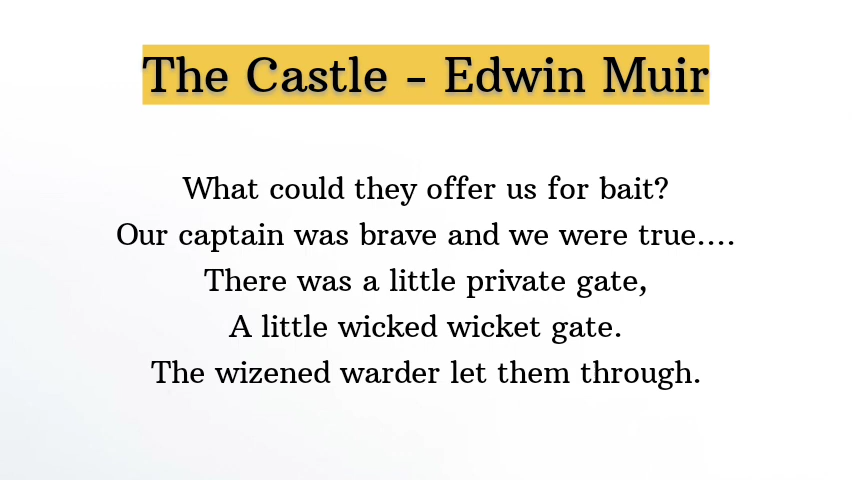 The Castle - Edwin Muir
What could they offer us for bait?
Our captain was brave and we were true....
There was a little private gate,
A little wicked wicket gate.
The wizened warder let them through.